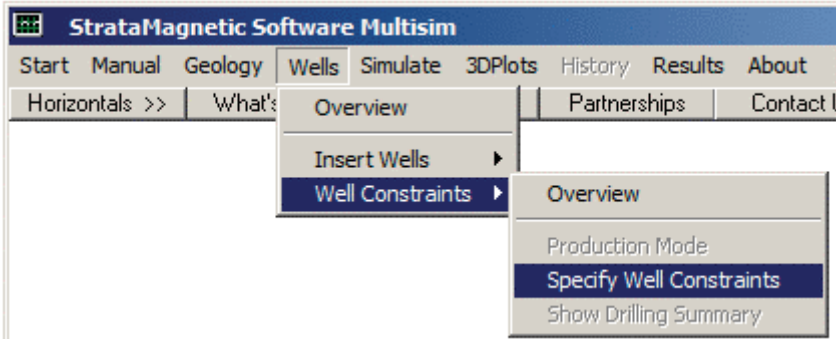 StrataMagnetic Software Multisim
Start Manual Geology Wells Simulate 3DPlots History Results About
Horizontals >> What's Partnerships Contact
Overview
Insert Wells
Well Constraints
Overview
Production Mode
Specify Well Constraints
Show Drilling Summary